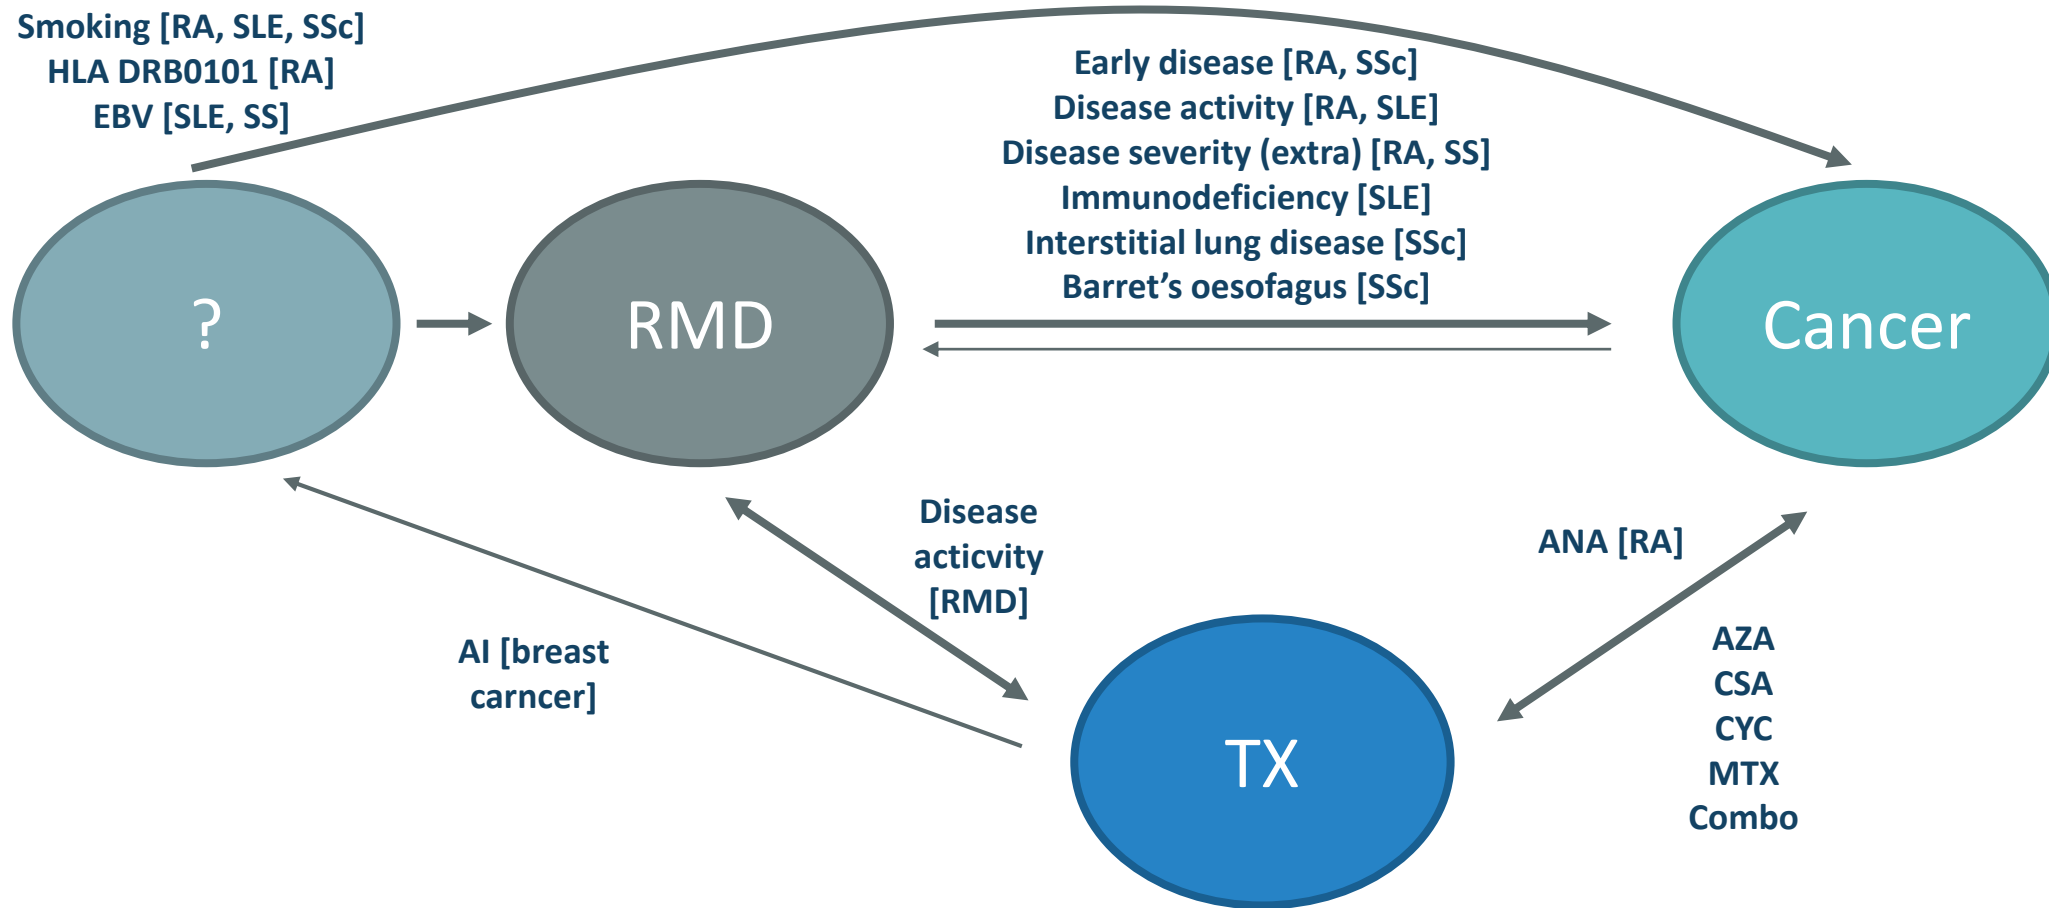 Smoking [RA, SLE, SSc]
HLA DRB0101 [RA]
EBV [SLE, SS]
Early disease [RA, SSc]
Disease activity [RA, SLE]
Disease severity (extra) [RA, SS]
Immunodeficiency [SLE]
Interstitial lung disease [SSc]
Barret’s oesofagus [SSc]
?
RMD
Cancer
Disease
acticvity
[RMD]
ANA [RA]
AI [breast
carncer]
AZA
CSA
CYC
MTX
Combo
TX